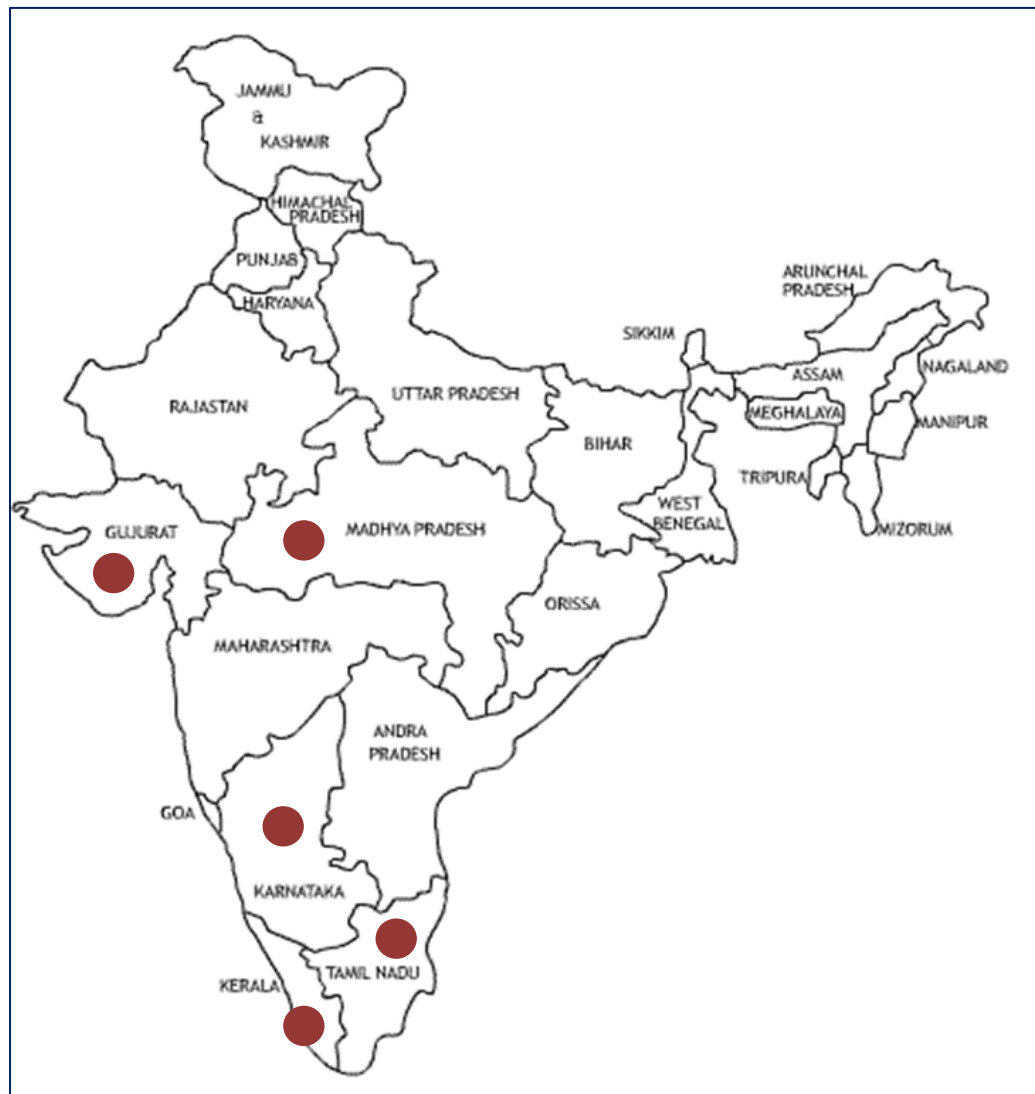 JAMMU
&
KASHMIR
HIMACHAL
PRADESH
PUNJAB
HARYANA
ARUNCHAL
PRADESH
SIKKIM
NAGALAND
ASSAM
UTTAR PRADESH
RAJASTAN
MEGHALAYA
MANIPUR
BIHAR
TRIPURA
WEST
BENEGAL
MIZORUM
GUJURAT
MADHYA PRADESH
ORISSA
MAHARASHTRA
ANDRA
PRADESH
GOA
KARNATAKA
TAMIL NADU
KERALA